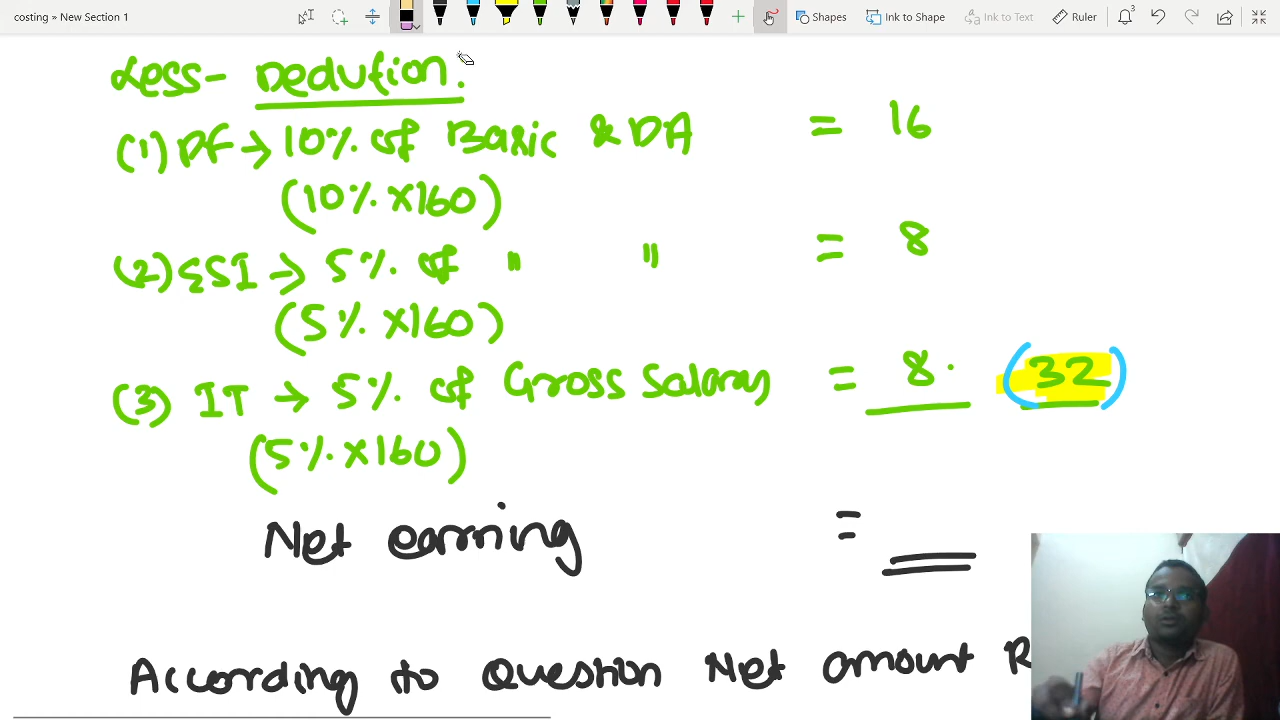 costing » New Section 1
Shapes Ink to Shape Ink to Text Ruler
Less- Dedution:
(1) PF → 10% of Basic & DA = 16
(10% × 160)
(2) ESI → 5% of " " = 8
(5% × 160)
(3) IT → 5% of Gross Salary = 8. (32)
(5% × 160)
Net earning =
According to Question Net amount R